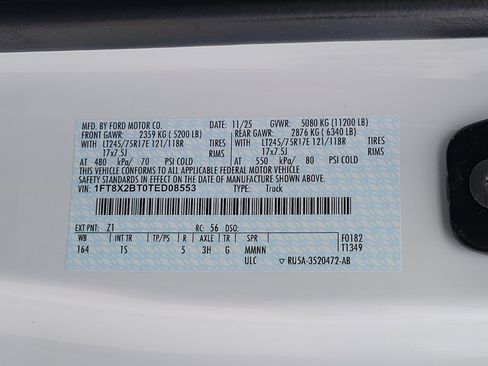 MFD. BY FORD MOTOR CO. 11/25 GVWR: 5080 KG (11200 LB)
FRONT GAWR: 2359 KG ( 5200 LB) REAR GAWR: 2876 KG ( 6340 LB)
WITH LT245/75R17E 121/118R TIRES WITH LT245/75R17E 121/118R TIRES
17x7.5J RIMS 17x7.5J RIMS
AT 480 kPa/ 70 PSI COLD AT 550 kPa/ 80 PSI COLD
THIS VEHICLE CONFORMS TO ALL APPLICABLE FEDERAL MOTOR VEHICLE
SAFETY STANDARDS IN EFFECT ON THE DATE OF MANUFACTURE SHOWN ABOVE.
VIN: 1FT8X2BT0TED08553 TYPE: Truck
EXT PNT: Z1 RC: 56 DSO:
WB INT TR TP/PS R AXLE TR SPR F0182
164 1S 5 3H G MMNN T1349
ULC ▽ RU5A-3520472-AB